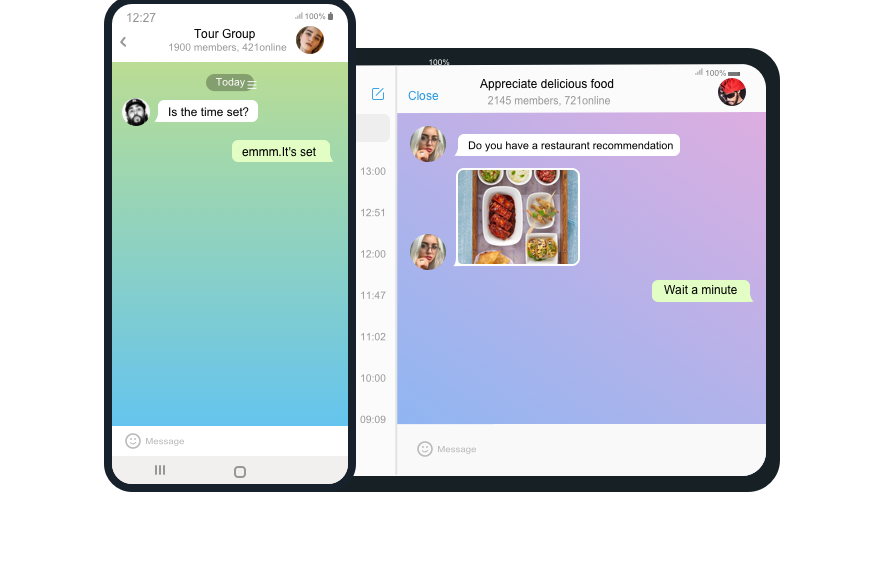 12:27
100%
Tour Group
1900 members, 421online
Today
Is the time set?
emmm.It's set
Message
100%
13:00
12:51
12:00
11:47
11:02
10:00
09:09
100%
Close
Appreciate delicious food
2145 members, 721online
Do you have a restaurant recommendation
Wait a minute
Message